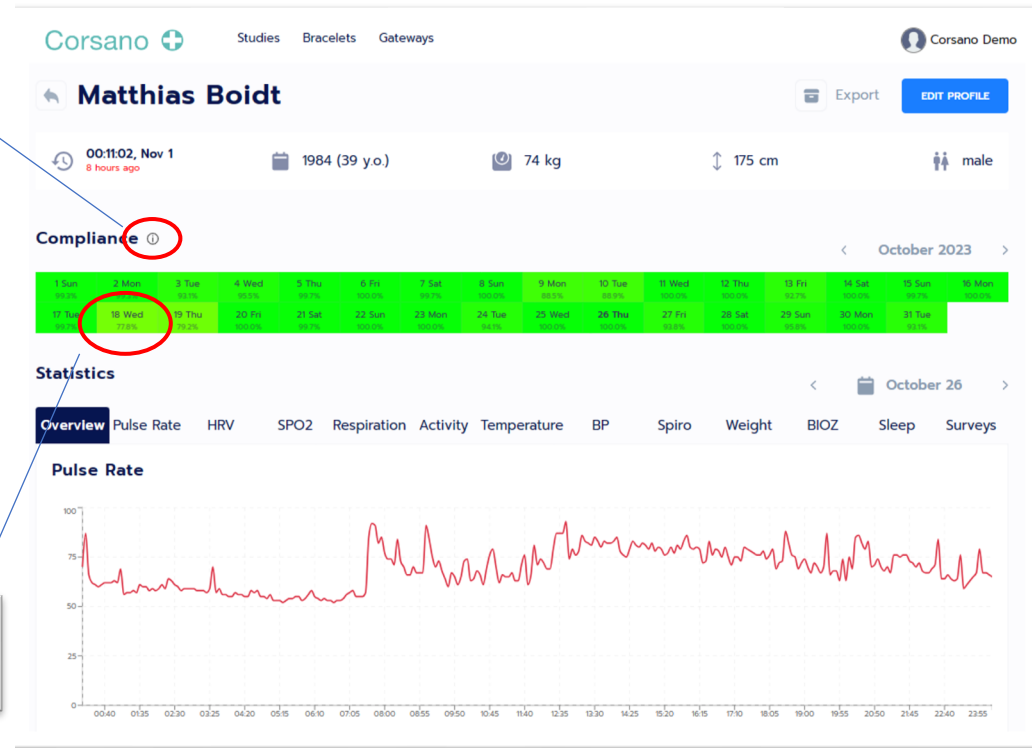 Corsano
Studies Bracelets Gateways
Corsano Demo
Matthias Boidt
Export
EDIT PROFILE
00:11:02, Nov 1
8 hours ago
1984 (39 y.o.)
74 kg
175 cm
male
Compliance
< October 2023 >
1 Sun 2 Mon 3 Tue 4 Wed 5 Thu 6 Fri 7 Sat 8 Sun 9 Mon 10 Tue 11 Wed 12 Thu 13 Fri 14 Sat 15 Sun 16 Mon
99.3% 93.1% 95.5% 99.7% 100.0% 99.7% 100.0% 88.5% 88.9% 100.0% 100.0% 92.7% 100.0% 99.7% 100.0%
17 Tue 18 Wed 19 Thu 20 Fri 21 Sat 22 Sun 23 Mon 24 Tue 25 Wed 26 Thu 27 Fri 28 Sat 29 Sun 30 Mon 31 Tue
99.7% 77.8% 79.2% 100.0% 99.7% 100.0% 100.0% 94.1% 100.0% 100.0% 93.8% 100.0% 95.8% 100.0% 93.1%
Statistics
< October 26 >
Overview Pulse Rate HRV SPO2 Respiration Activity Temperature BP Spiro Weight BIOZ Sleep Surveys
Pulse Rate
100
75
50
25
0
00:40 01:35 02:30 03:25 04:20 05:15 06:10 07:05 08:00 08:55 09:50 10:45 11:40 12:35 13:30 14:25 15:20 16:15 17:10 18:05 19:00 19:55 20:50 21:45 22:40 23:55